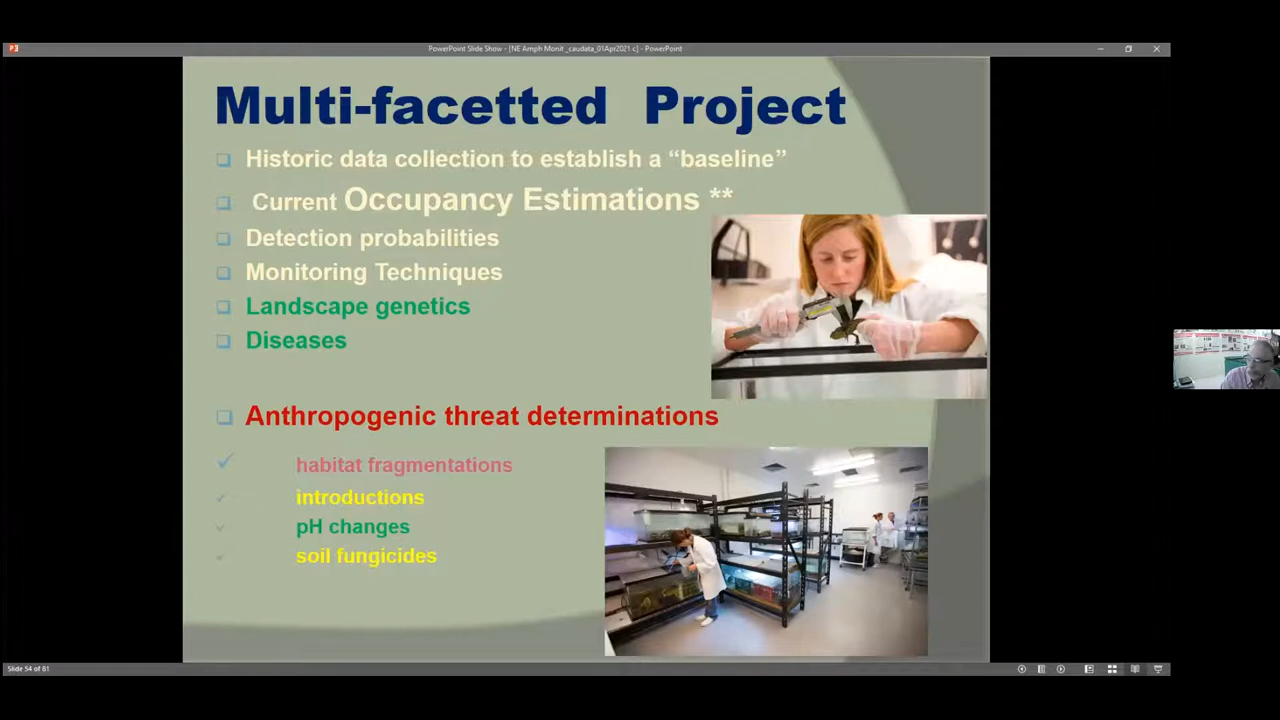 PowerPoint Slide Show - [NE Amph Monit _caudata_01Apr2021 c] - PowerPoint
Multi-facetted Project
Historic data collection to establish a “baseline”
Current Occupancy Estimations **
Detection probabilities
Monitoring Techniques
Landscape genetics
Diseases
Anthropogenic threat determinations
habitat fragmentations
introductions
pH changes
soil fungicides
Slide 54 of 81